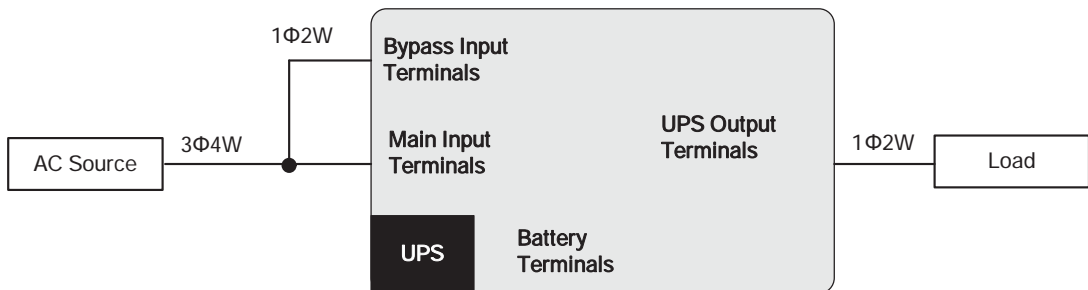 1Φ2W
Bypass Input
Terminals
AC Source
3Φ4W
Main Input
Terminals
UPS Output
Terminals
1Φ2W
Load
UPS
Battery
Terminals